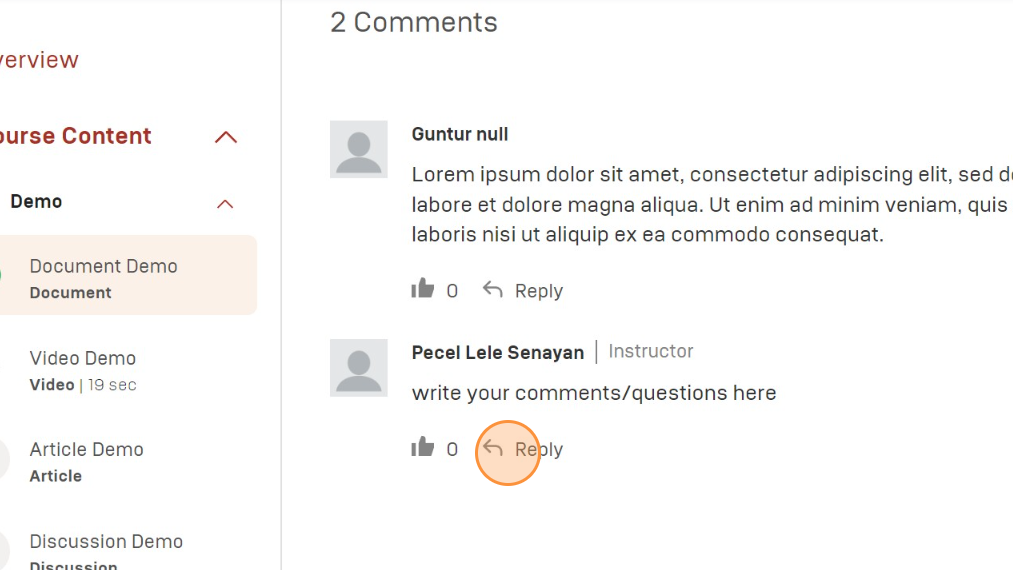 2 Comments
verview
ourse Content
Demo
Document Demo
Document
Video Demo
Video | 19 sec
Article Demo
Article
Discussion Demo
Discussion
Guntur null
Lorem ipsum dolor sit amet, consectetur adipiscing elit, sed d
labore et dolore magna aliqua. Ut enim ad minim veniam, quis
laboris nisi ut aliquip ex ea commodo consequat.
0 Reply
Pecel Lele Senayan | Instructor
write your comments/questions here
0 Reply